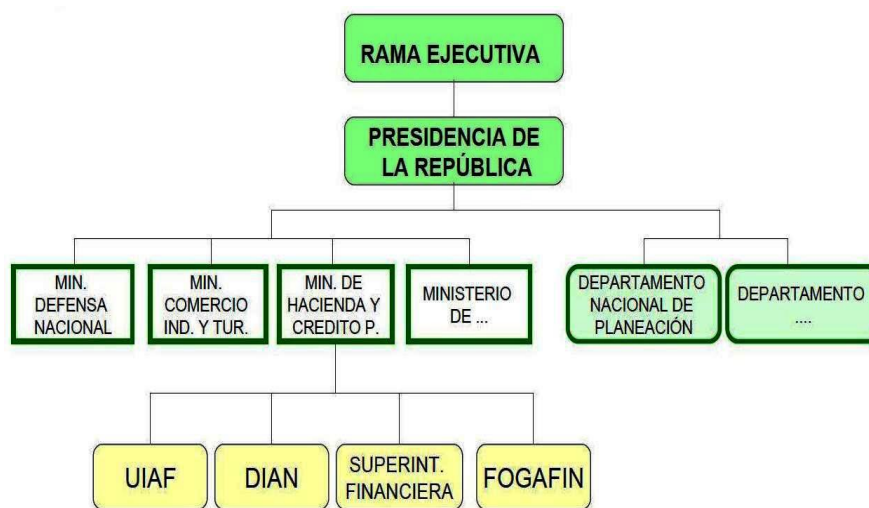 RAMA EJECUTIVA
PRESIDENCIA DE
LA REPÚBLICA
MIN.
DEFENSA
NACIONAL
MIN.
COMERCIO
IND. Y TUR.
MIN. DE
HACIENDA Y
CREDITO P.
MINISTERIO
DE ...
DEPARTAMENTO
NACIONAL DE
PLANEACIÓN
DEPARTAMENTO
....
UIAF
DIAN
SUPERINT.
FINANCIERA
FOGAFIN